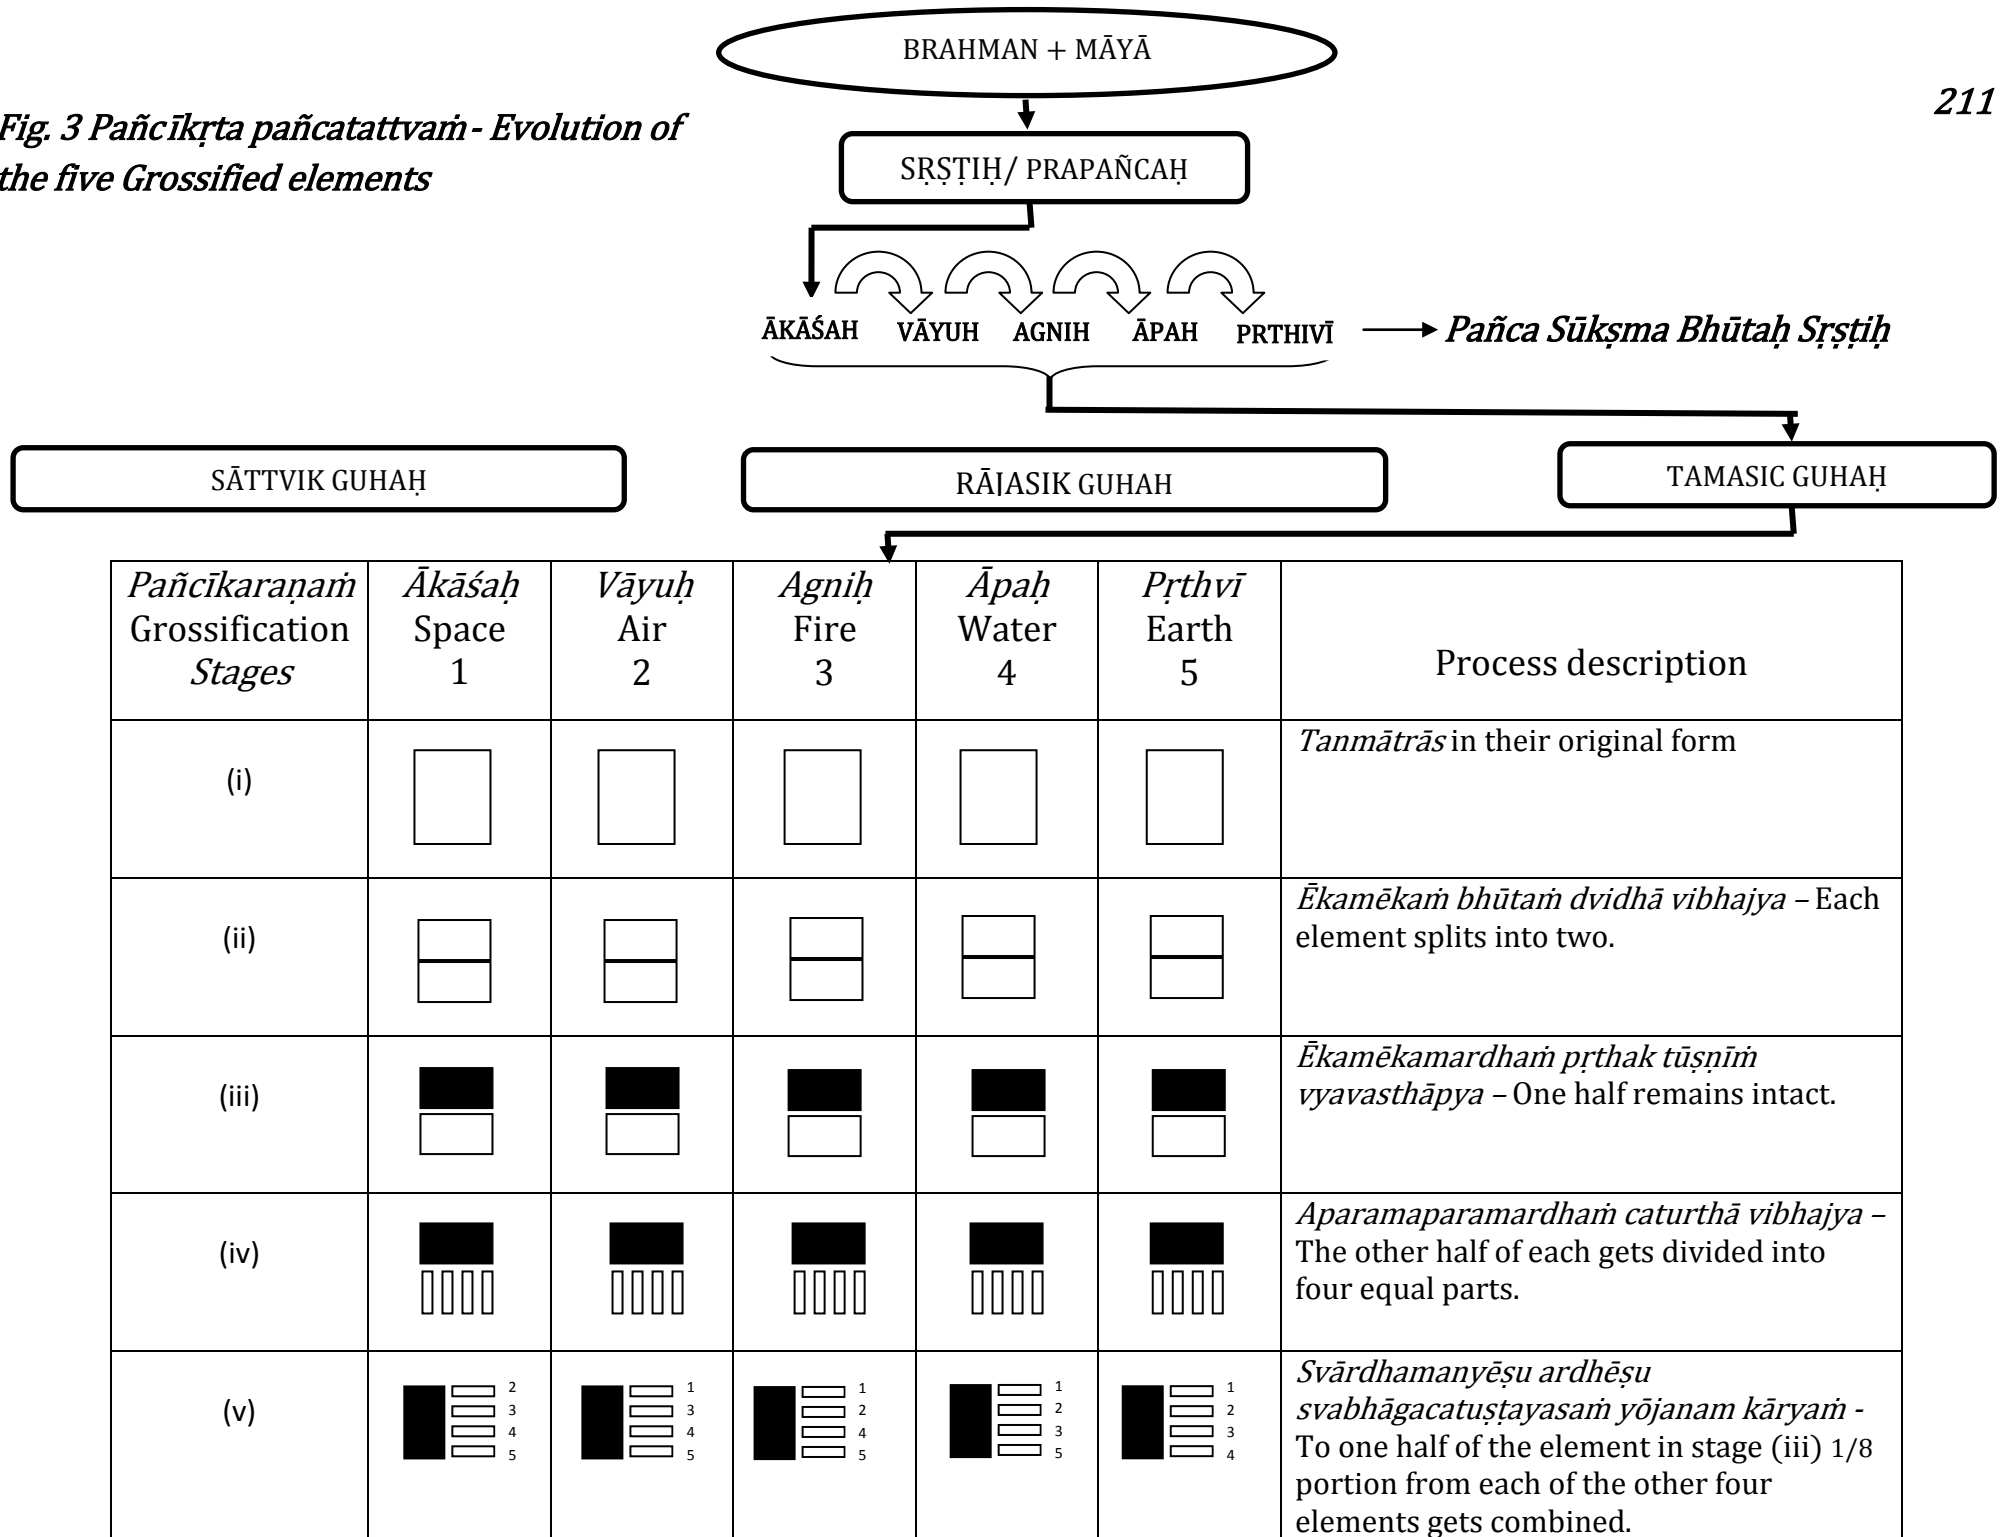 BRAHMAN + MĀYĀ
211
Fig. 3 Pañcīkṛta pañcatattvaṁ - Evolution of
the five Grossified elements
SṚṢṬIḤ/ PRAPAÑCAḤ
ĀKĀŚAH VĀYUH AGNIH ĀPAH PRTHIVĪ Pañca Sūkṣma Bhūtaḥ Sṛṣṭiḥ
SĀTTVIK GUHAḤ RĀJASIK GUHAH TAMASIC GUHAḤ
Pañcīkaraṇaṁ
Grossification
Stages
Ākāśaḥ
Space
1
Vāyuḥ
Air
2
Agniḥ
Fire
3
Āpaḥ
Water
4
Pṛthvī
Earth
5
Process description
(i)
Tanmātrās in their original form
(ii)
Ēkamēkaṁ bhūtaṁ dvidhā vibhajya – Each
element splits into two.
(iii)
Ēkamēkamardhaṁ pṛthak tūṣṇīṁ
vyavasthāpya – One half remains intact.
(iv)
Aparamaparamardhaṁ caturthā vibhajya –
The other half of each gets divided into
four equal parts.
(v)
2
3
4
5
1
3
4
5
1
2
4
5
1
2
3
5
1
2
3
4
Svārdhamanyēṣu ardhēṣu
svabhāgacatuṣṭayasaṁ yōjanam kāryaṁ -
To one half of the element in stage (iii) 1/8
portion from each of the other four
elements gets combined.